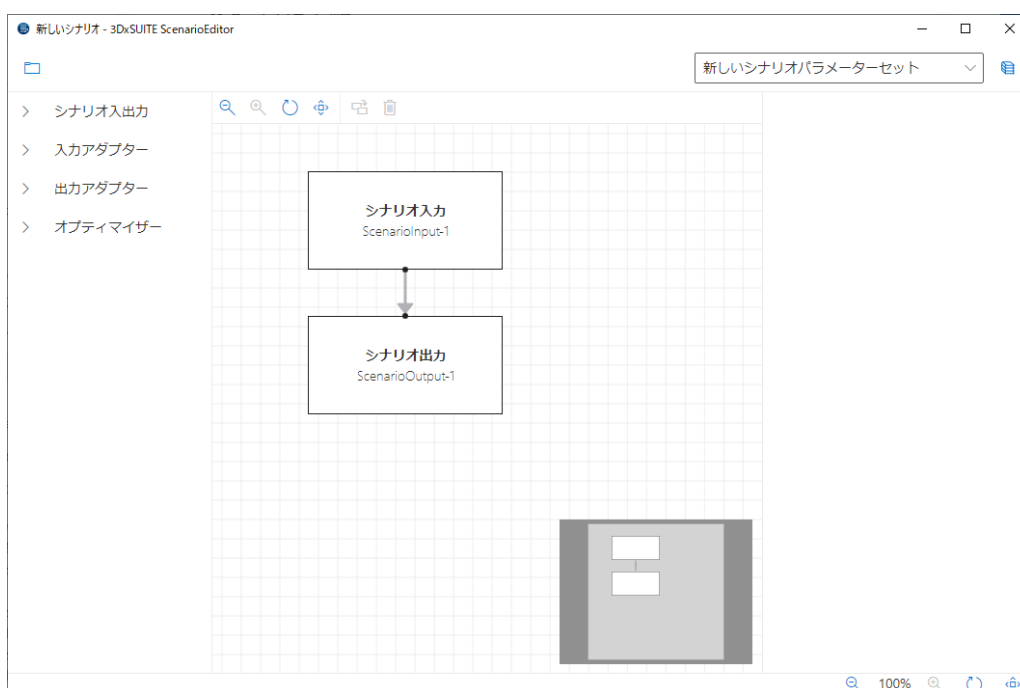 新しいシナリオ - 3DxSUITE ScenarioEditor
新しいシナリオパラメーターセット
シナリオ入出力
入力アダプター
出力アダプター
オプティマイザー
シナリオ入力
ScenarioInput-1
シナリオ出力
ScenarioOutput-1
100%